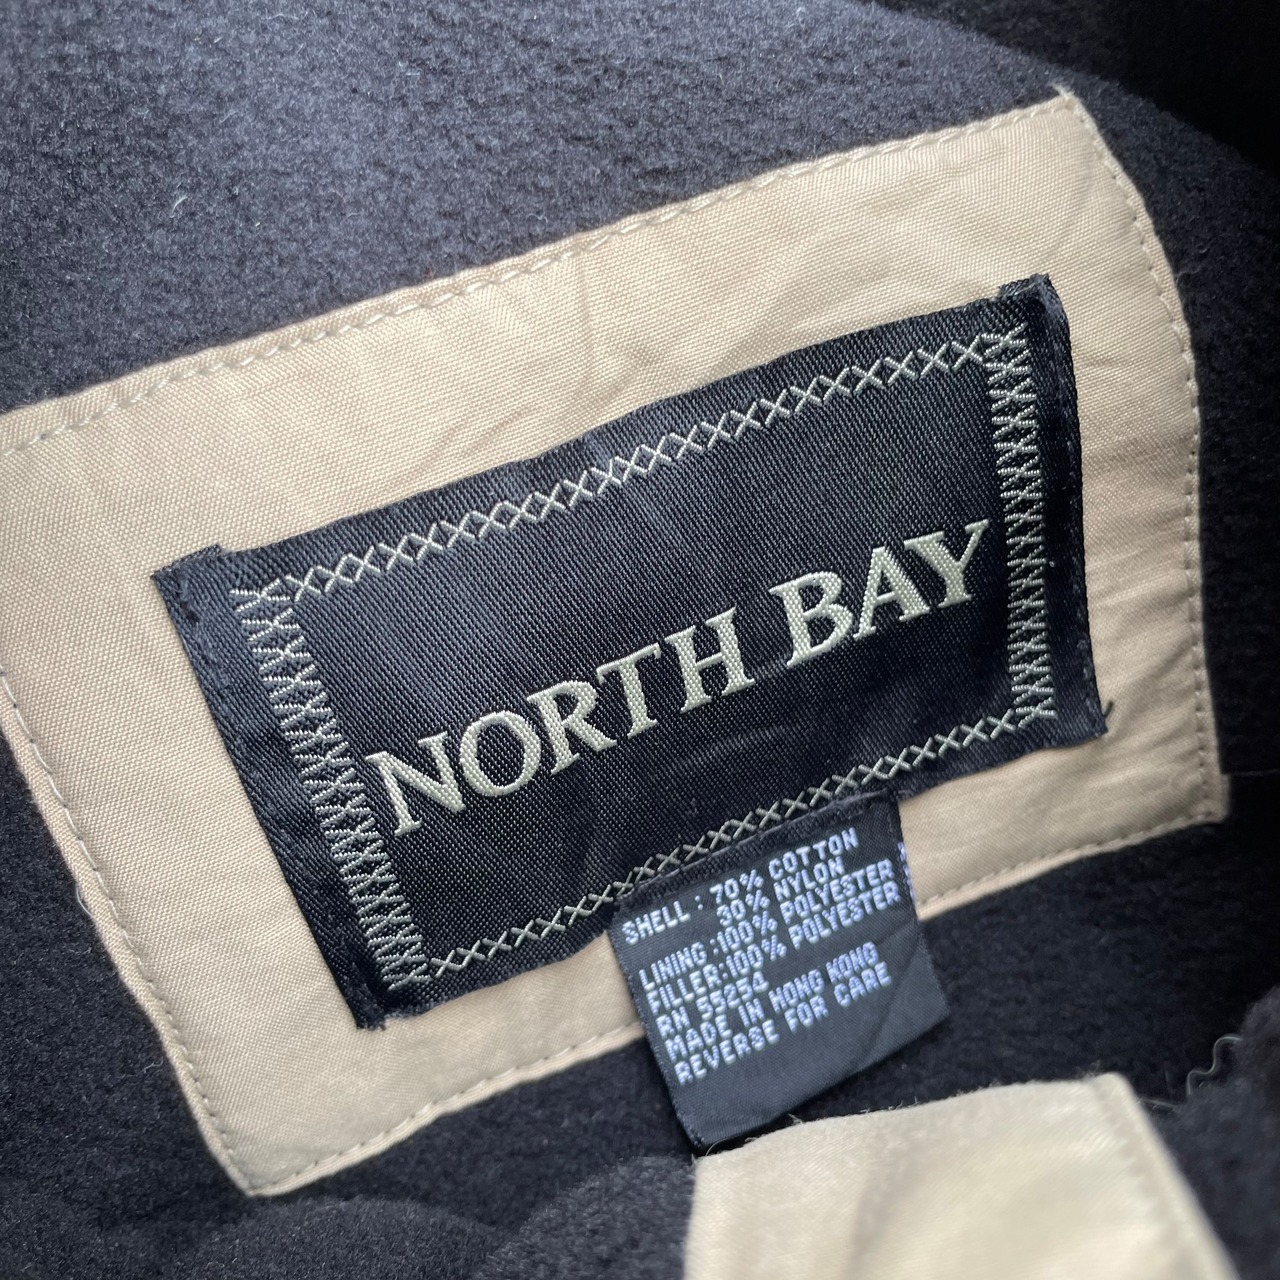 NORTH BAY
SHELL : 70% COTTON
30% NYLON
LINING :100% POLYESTER
FILLER:100% POLYESTER
RN 55254
MADE IN HONG KONG
REVERSE FOR CARE